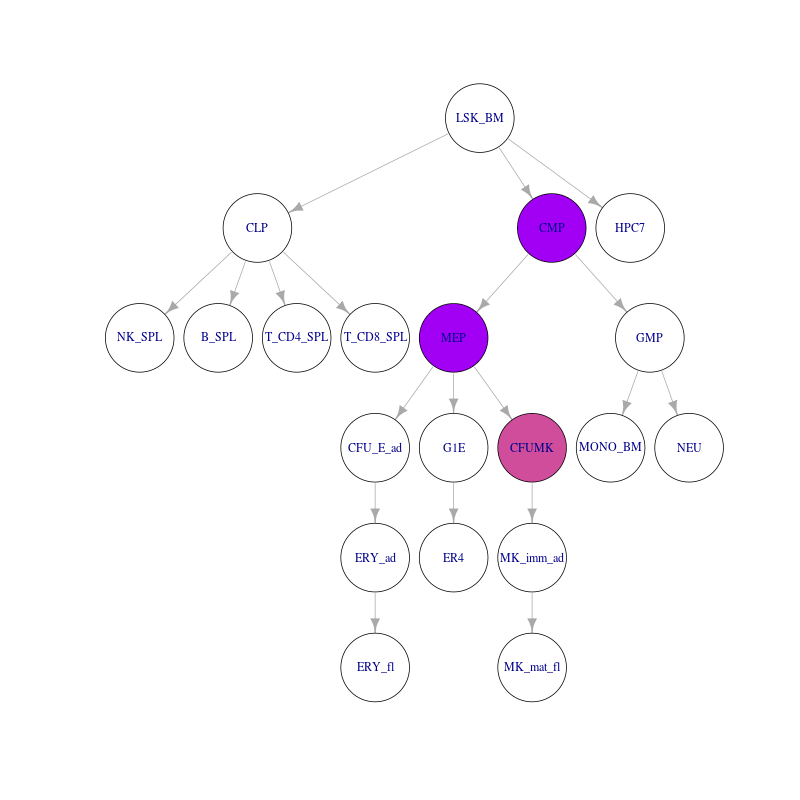 LSK_BM
CLP
CMP
HPC7
NK_SPL
B_SPL
T_CD4_SPL
T_CD8_SPL
MEP
GMP
CFU_E_ad
G1E
CFUMK
MONO_BM
NEU
ERY_ad
ER4
MK_imm_ad
ERY_fl
MK_mat_fl